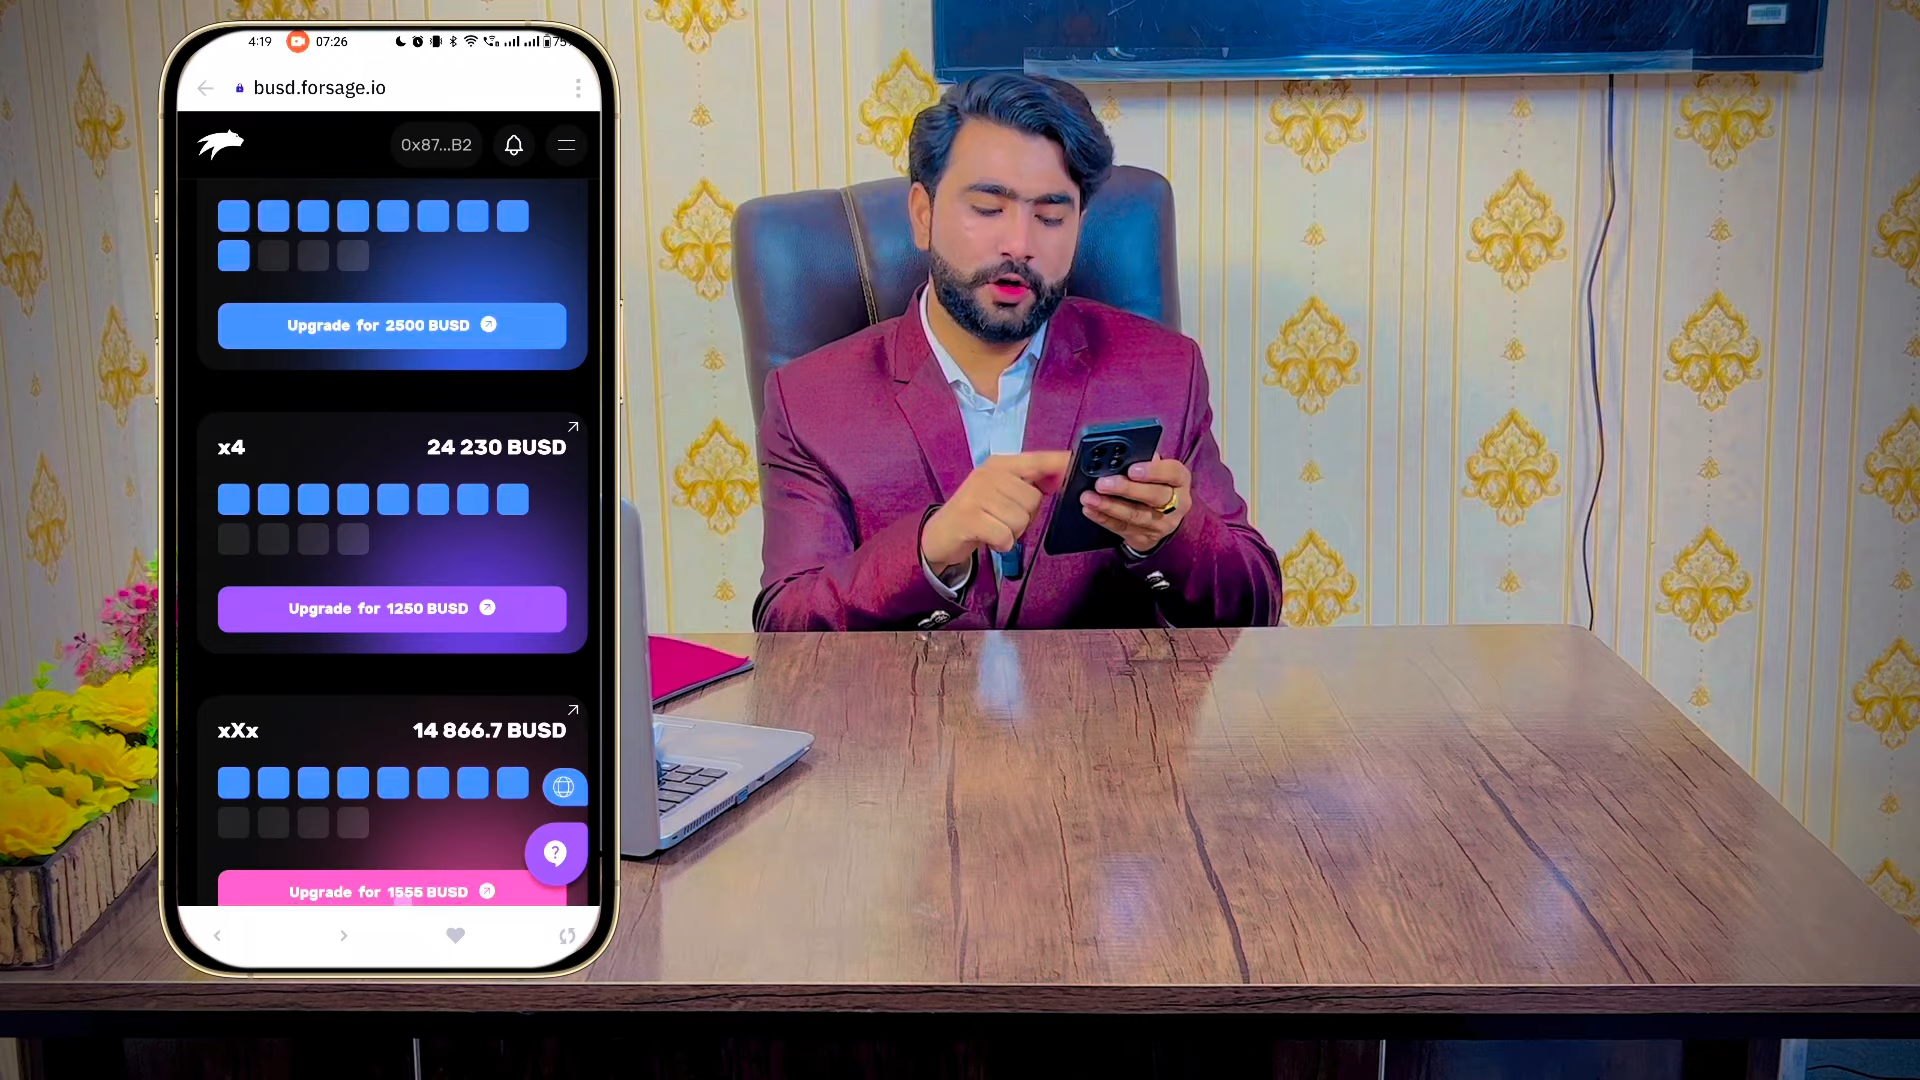 4:19 07:26 75
busd.forsage.io
0x87...B2
Upgrade for 2500 BUSD
x4 24 230 BUSD
Upgrade for 1250 BUSD
xXx 14 866.7 BUSD
?
Upgrade for 1555 BUSD